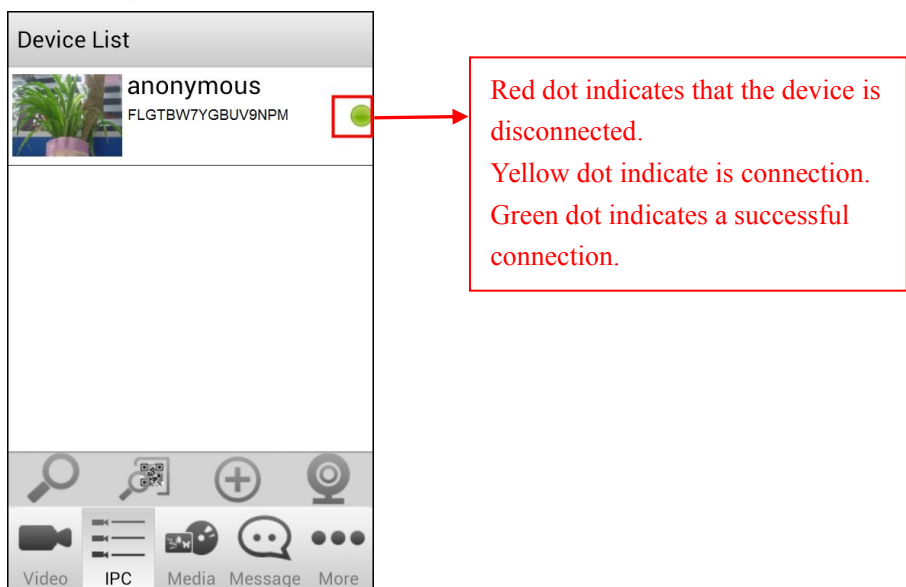 Device List
anonymous
FLGTBW7YGBUV9NPM
Red dot indicates that the device is
disconnected.
Yellow dot indicate is connection.
Green dot indicates a successful
connection.
Video IPC Media Message More